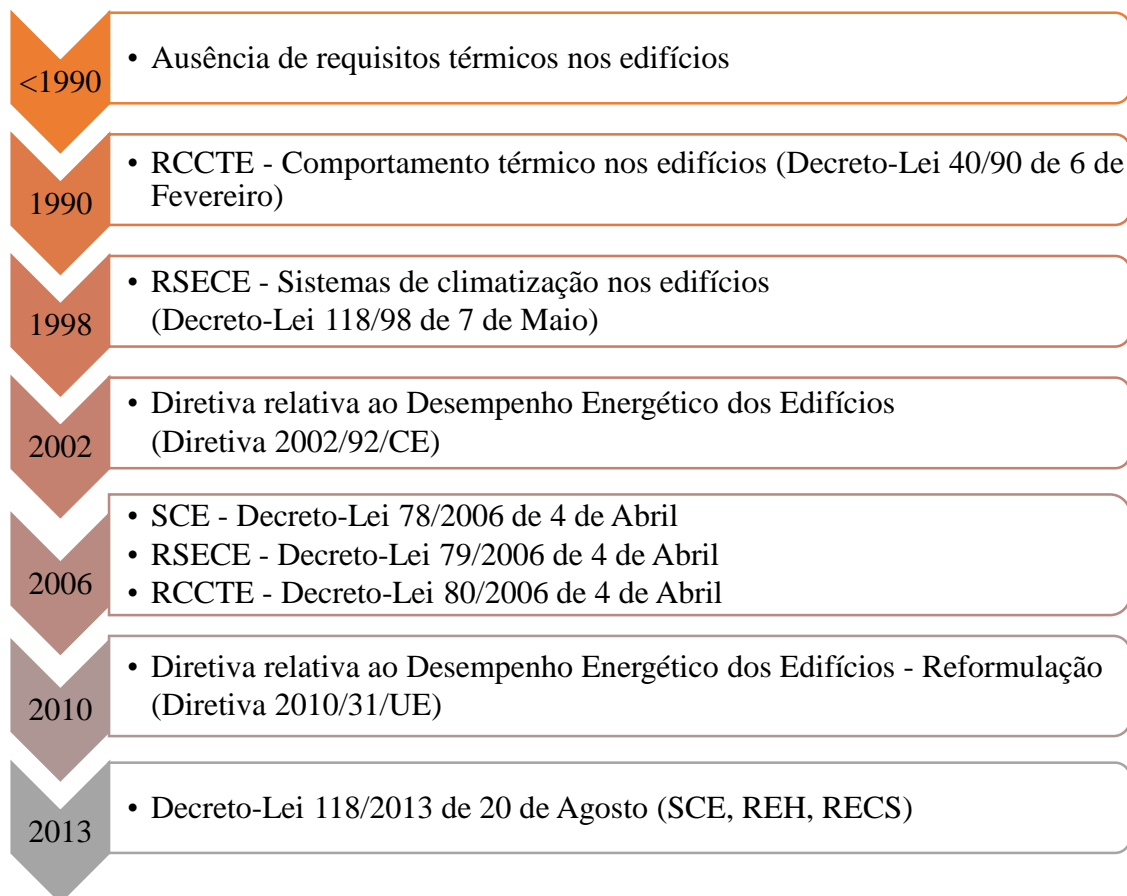 <1990
• Ausência de requisitos térmicos nos edifícios
1990
• RCCTE - Comportamento térmico nos edifícios (Decreto-Lei 40/90 de 6 de
Fevereiro)
1998
• RSECE - Sistemas de climatização nos edifícios
(Decreto-Lei 118/98 de 7 de Maio)
2002
• Diretiva relativa ao Desempenho Energético dos Edifícios
(Diretiva 2002/92/CE)
2006
• SCE - Decreto-Lei 78/2006 de 4 de Abril
• RSECE - Decreto-Lei 79/2006 de 4 de Abril
• RCCTE - Decreto-Lei 80/2006 de 4 de Abril
2010
• Diretiva relativa ao Desempenho Energético dos Edifícios - Reformulação
(Diretiva 2010/31/UE)
2013
• Decreto-Lei 118/2013 de 20 de Agosto (SCE, REH, RECS)